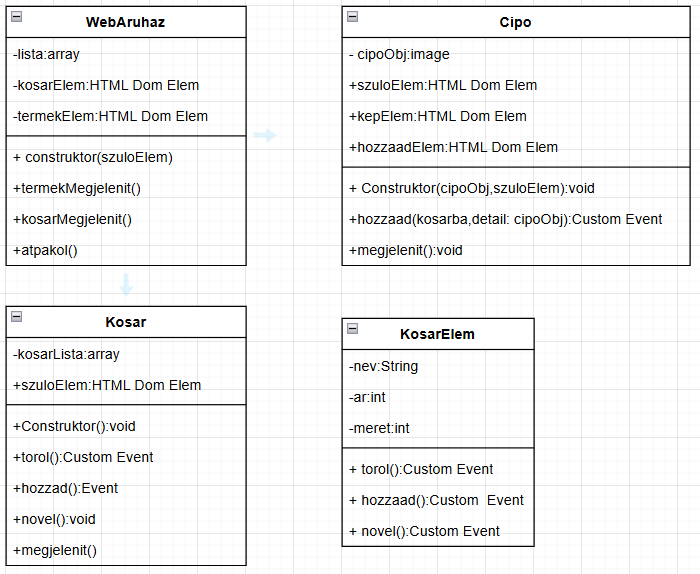 WebAruhaz
-lista:array
-kosarElem:HTML Dom Elem
-termekElem:HTML Dom Elem
+ construktor(szuloElem)
+termekMegjelenit()
+kosarMegjelenit()
+atpakol()
Cipo
- cipoObj:image
+szuloElem:HTML Dom Elem
+kepElem:HTML Dom Elem
+hozzaadElem:HTML Dom Elem
+ Construktor(cipoObj,szuloElem):void
+hozzaad(kosarba,detail: cipoObj):Custom Event
+megjelenit():void
Kosar
-kosarLista:array
+szuloElem:HTML Dom Elem
+Construktor():void
+torol():Custom Event
+hozzad():Event
+novel():void
+megjelenit()
KosarElem
-nev:String
-ar:int
-meret:int
+ torol():Custom Event
+ hozzaad():Custom  Event
+ novel():Custom Event